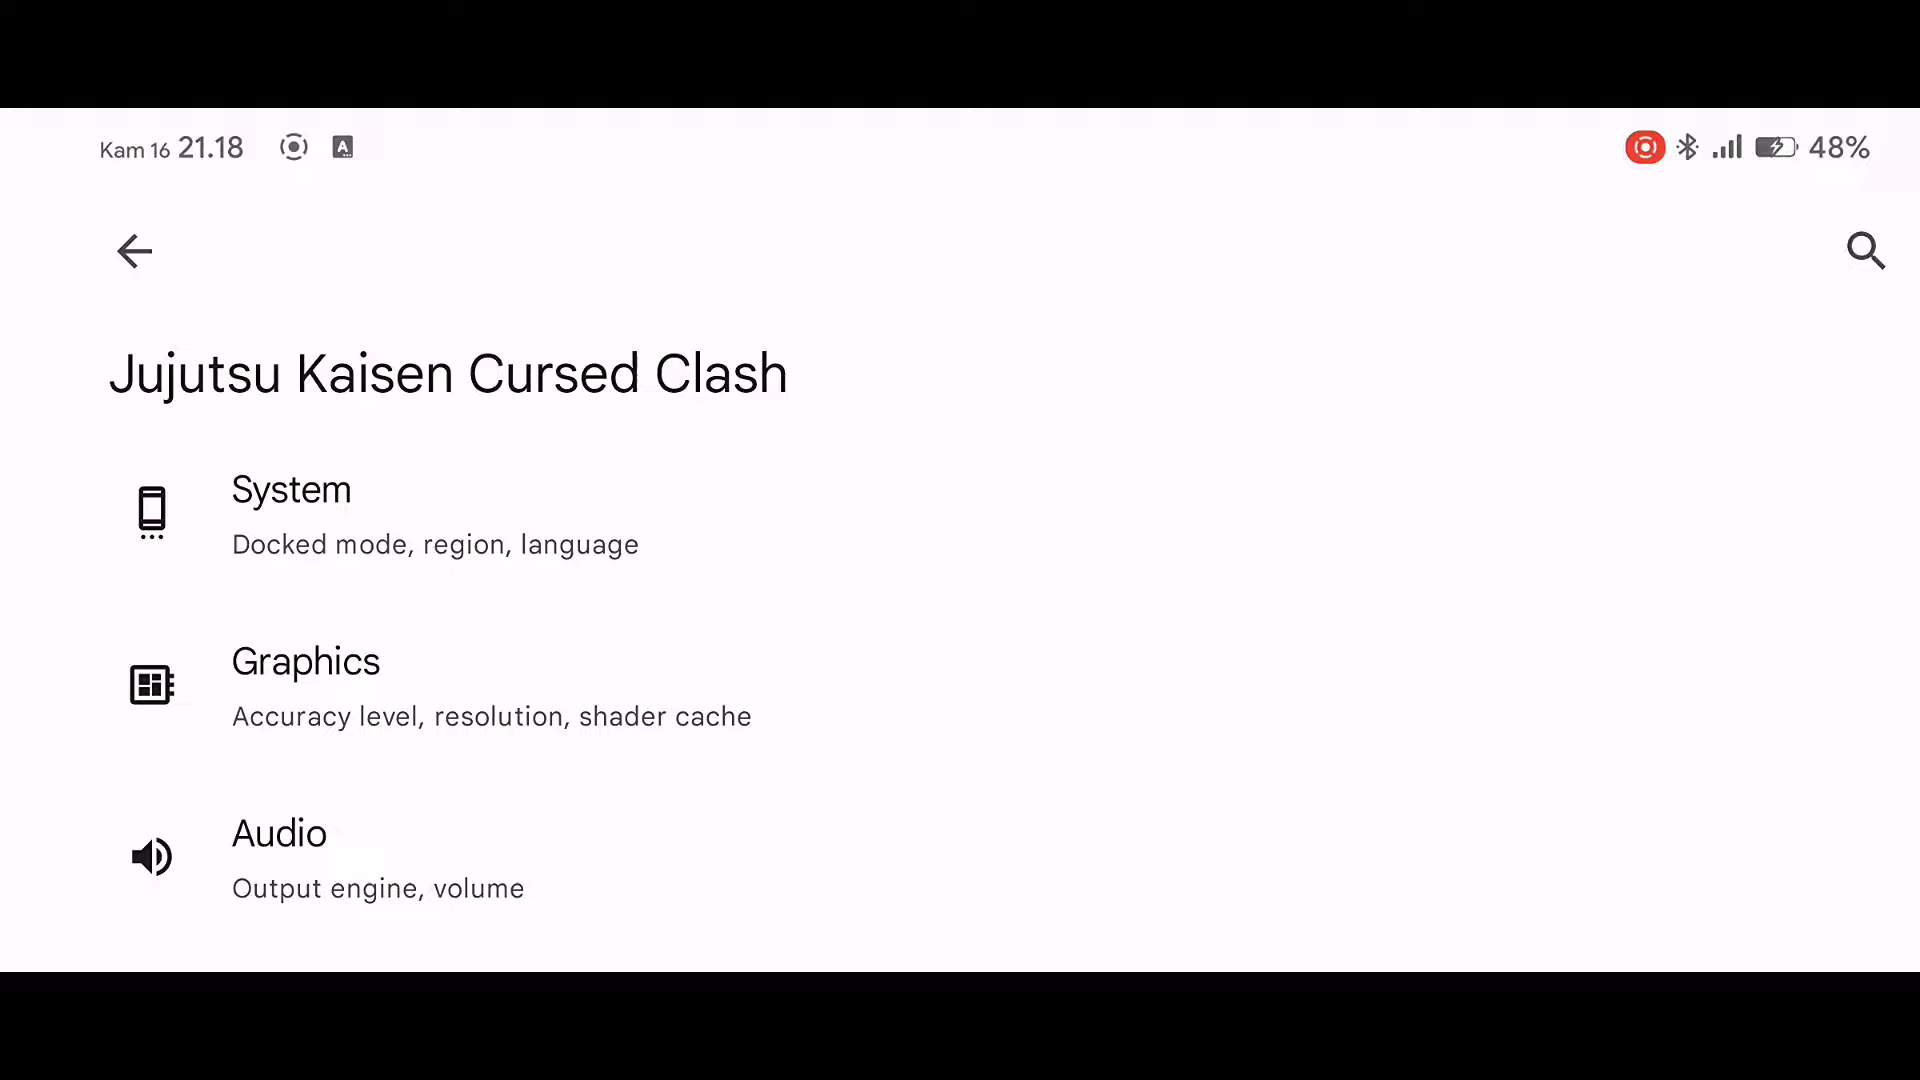 Kam 16 21.18 A 48%
Jujutsu Kaisen Cursed Clash
System
Docked mode, region, language
Graphics
Accuracy level, resolution, shader cache
Audio
Output engine, volume